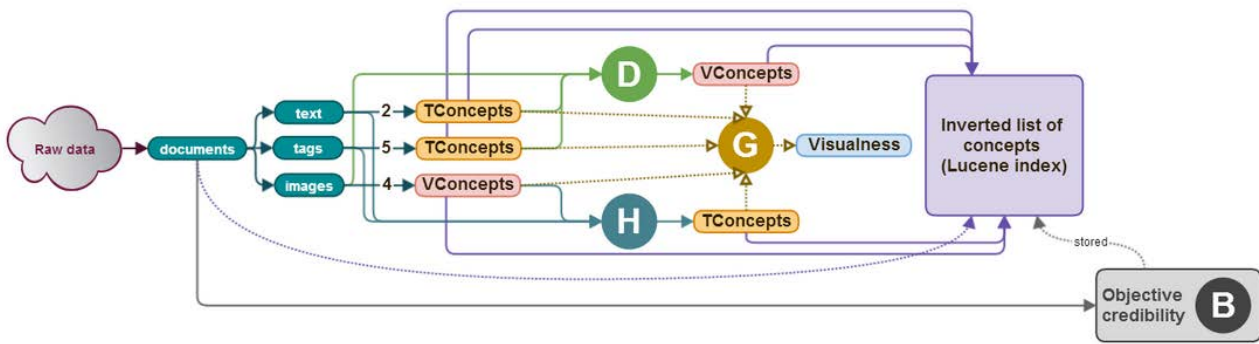 D
VConcepts
text
2
TConcepts
Raw data
documents
tags
5
TConcepts
G
Visualness
Inverted list of
concepts
(Lucene index)
images
4
VConcepts
H
TConcepts
stored
Objective
credibility
B